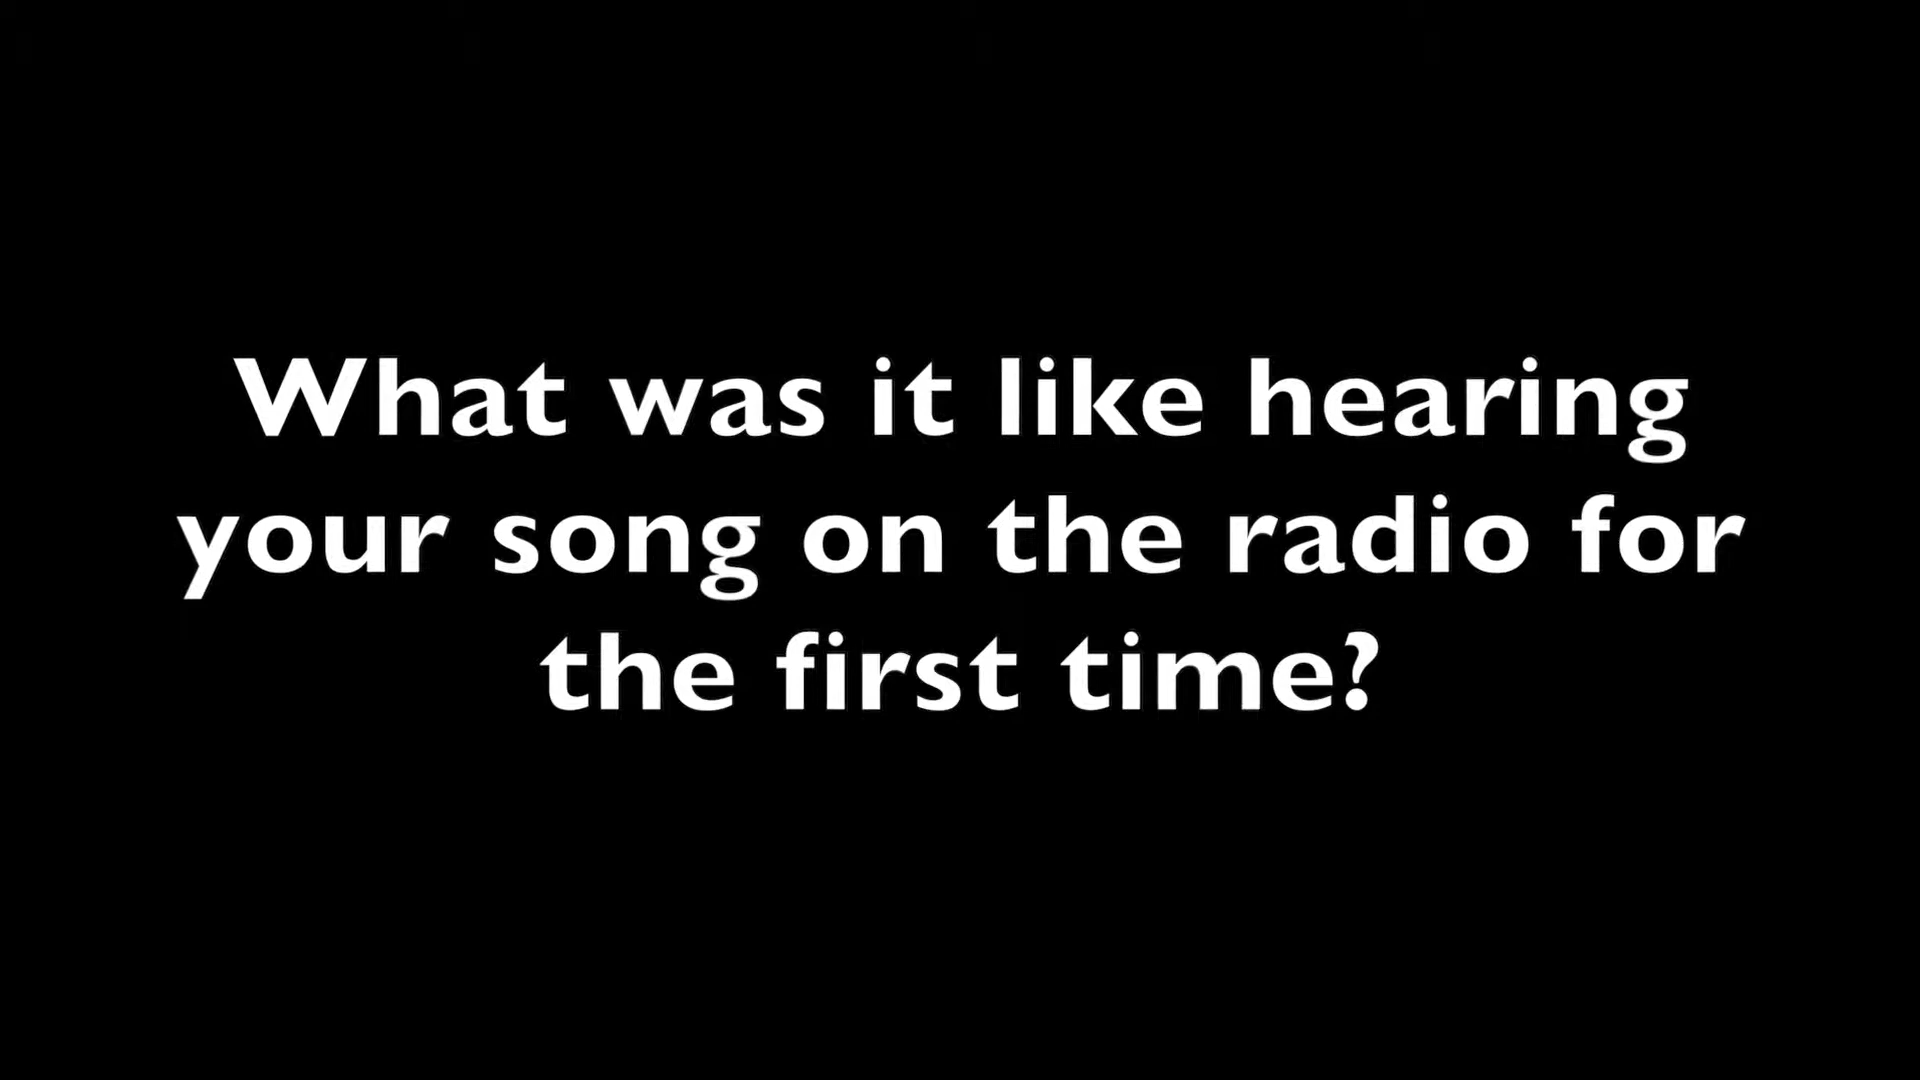 What was it like hearing
your song on the radio for
the first time?